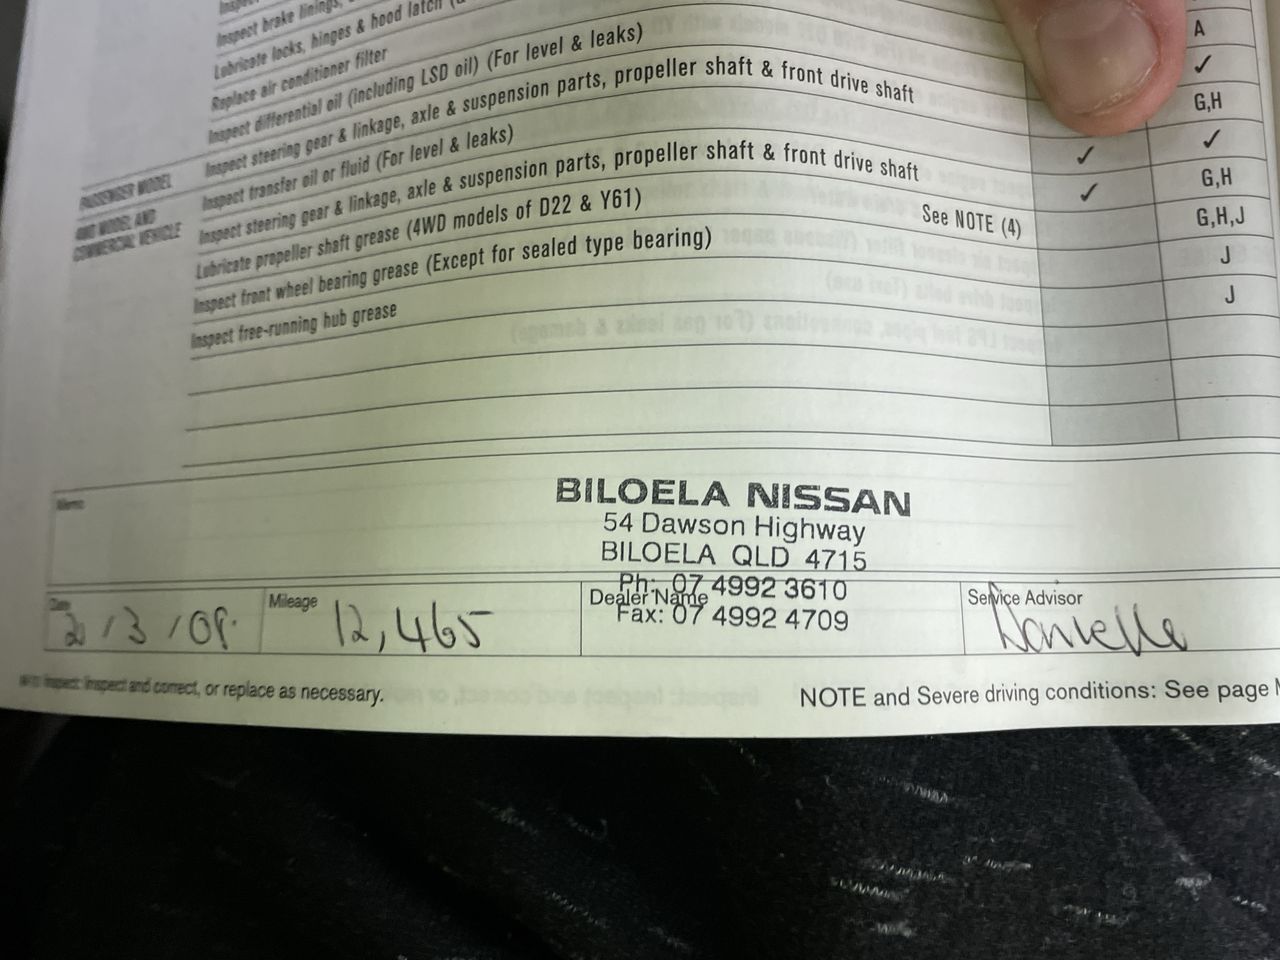 Inspect brake linings,
Lubricate locks, hinges & hood latch
Replace air conditioner filter
A
Inspect differential oil (including LSD oil) (For level & leaks)
✓
PASSENGER MODEL
Inspect steering gear & linkage, axle & suspension parts, propeller shaft & front drive shaft
G,H
4WD MODEL AND
COMMERCIAL VEHICLE
Inspect transfer oil or fluid (For level & leaks)
✓ ✓
Inspect steering gear & linkage, axle & suspension parts, propeller shaft & front drive shaft
✓ G,H
Lubricate propeller shaft grease (4WD models of D22 & Y61)
See NOTE (4)
G,H,J
Inspect front wheel bearing grease (Except for sealed type bearing)
J
Inspect free-running hub grease
J
Memo
BILOELA NISSAN
54 Dawson Highway
BILOELA QLD 4715
Ph: 07 4992 3610
Fax: 07 4992 4709
Date
2/3/09.
Mileage
12,465
Dealer Name
Service Advisor
Danielle
Inspect: Inspect and correct, or replace as necessary.
NOTE and Severe driving conditions: See page